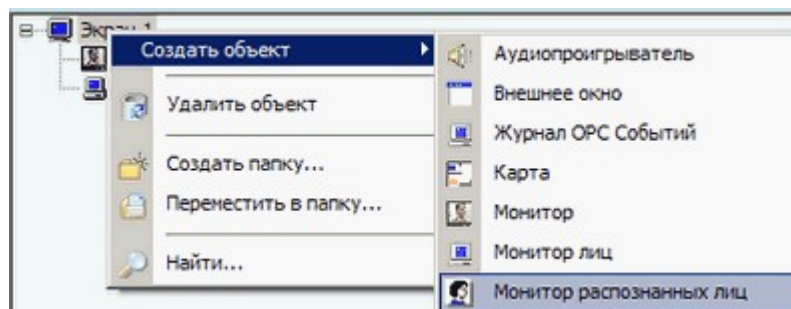 Экран 1
Создать объект
Удалить объект
Создать папку...
Переместить в папку...
Найти...
Аудиопроигрыватель
Внешнее окно
Журнал OPC Событий
Карта
Монитор
Монитор лиц
Монитор распознанных лиц